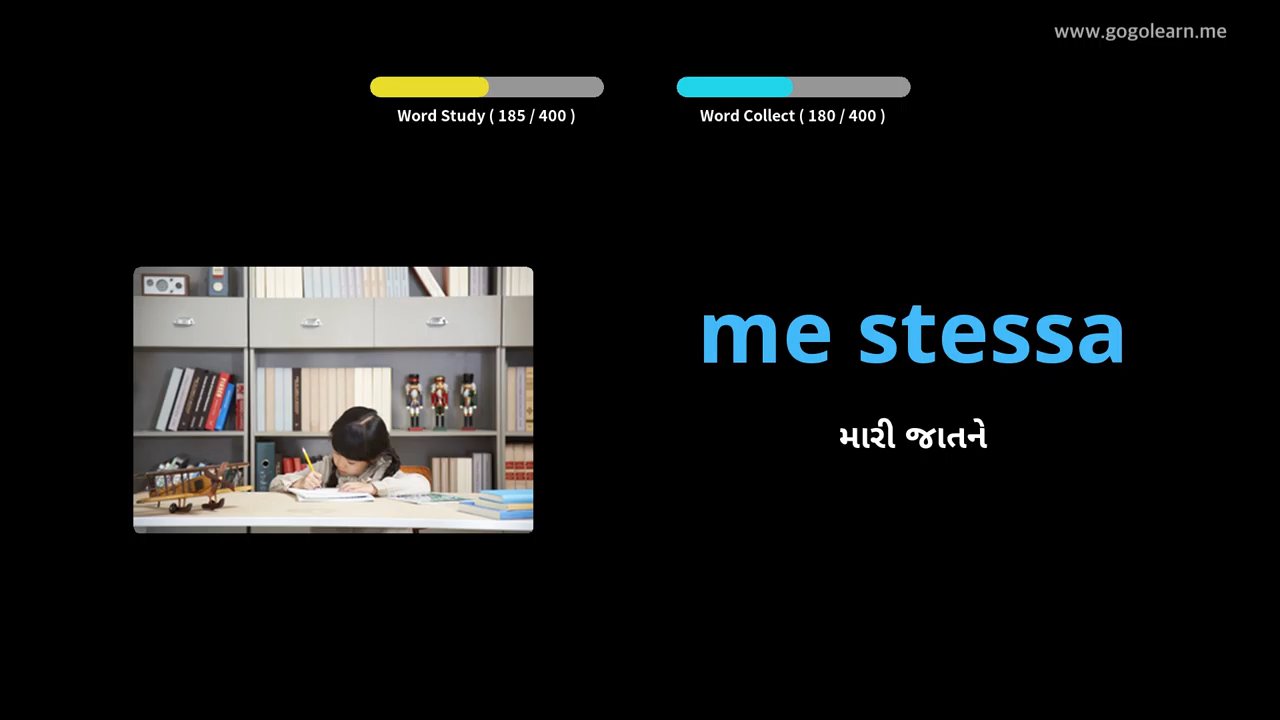 www.gogolearn.me
Word Study ( 185 / 400 )
Word Collect ( 180 / 400 )
me stessa
મારી જાતને